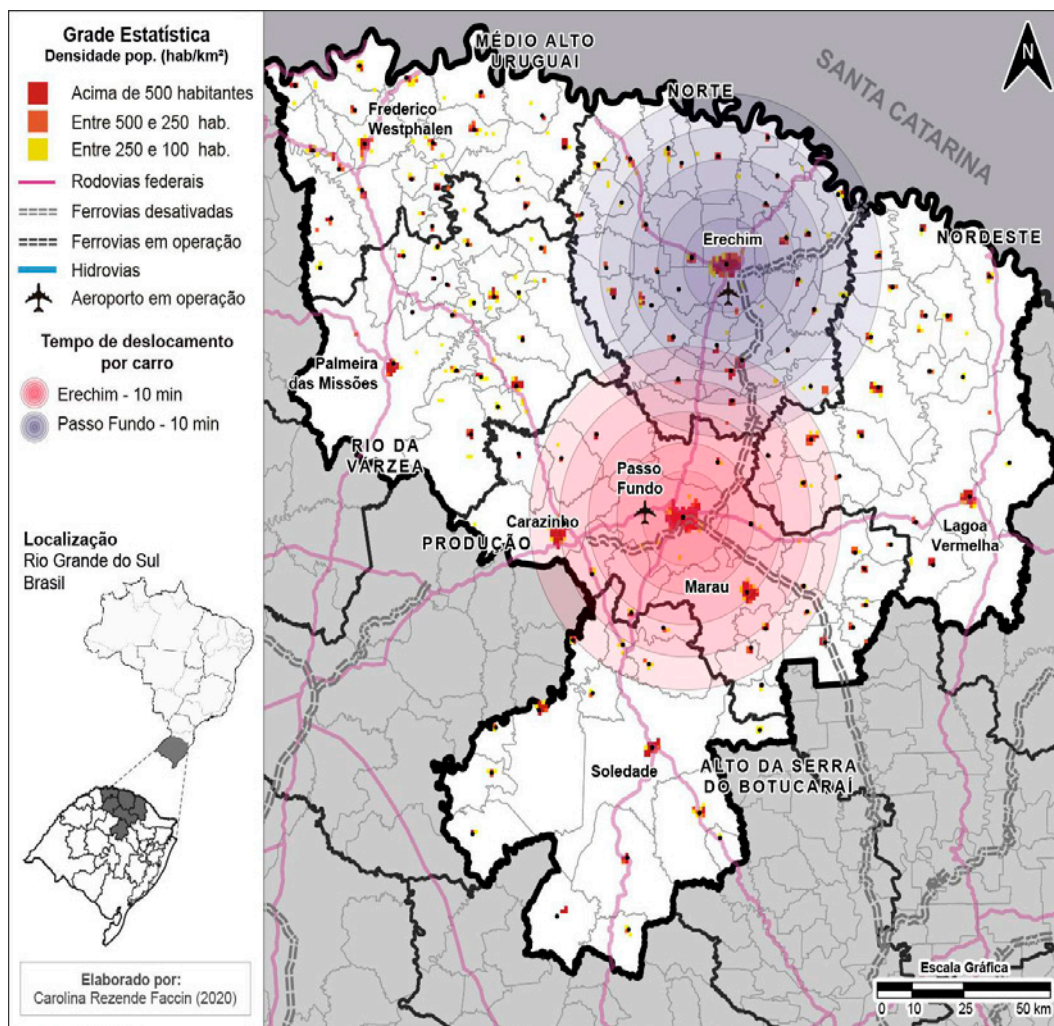 Grade Estatística
Densidade pop. (hab/km²)
Acima de 500 habitantes
Entre 500 e 250 hab.
Entre 250 e 100 hab.
Rodovias federais
Ferrovias desativadas
Ferrovias em operação
Hidrovias
Aeroporto em operação
Tempo de deslocamento
por carro
Erechim - 10 min
Passo Fundo - 10 min
Localização
Rio Grande do Sul
Brasil
Elaborado por:
Carolina Rezende Faccin (2020)
MÉDIO ALTO
URUGUAI
NORTE
SANTA CATARINA
N
Frederico
Westphalen
Erechim
NORDESTE
Palmeira
das Missões
RIO DA
VÁRZEA
Passo
Fundo
Carazinho
PRODUÇÃO
Lagoa
Vermelha
Marau
Soledade
ALTO DA SERRA
DO BOTUCARAÍ
Escala Gráfica
0 10 25 50 km